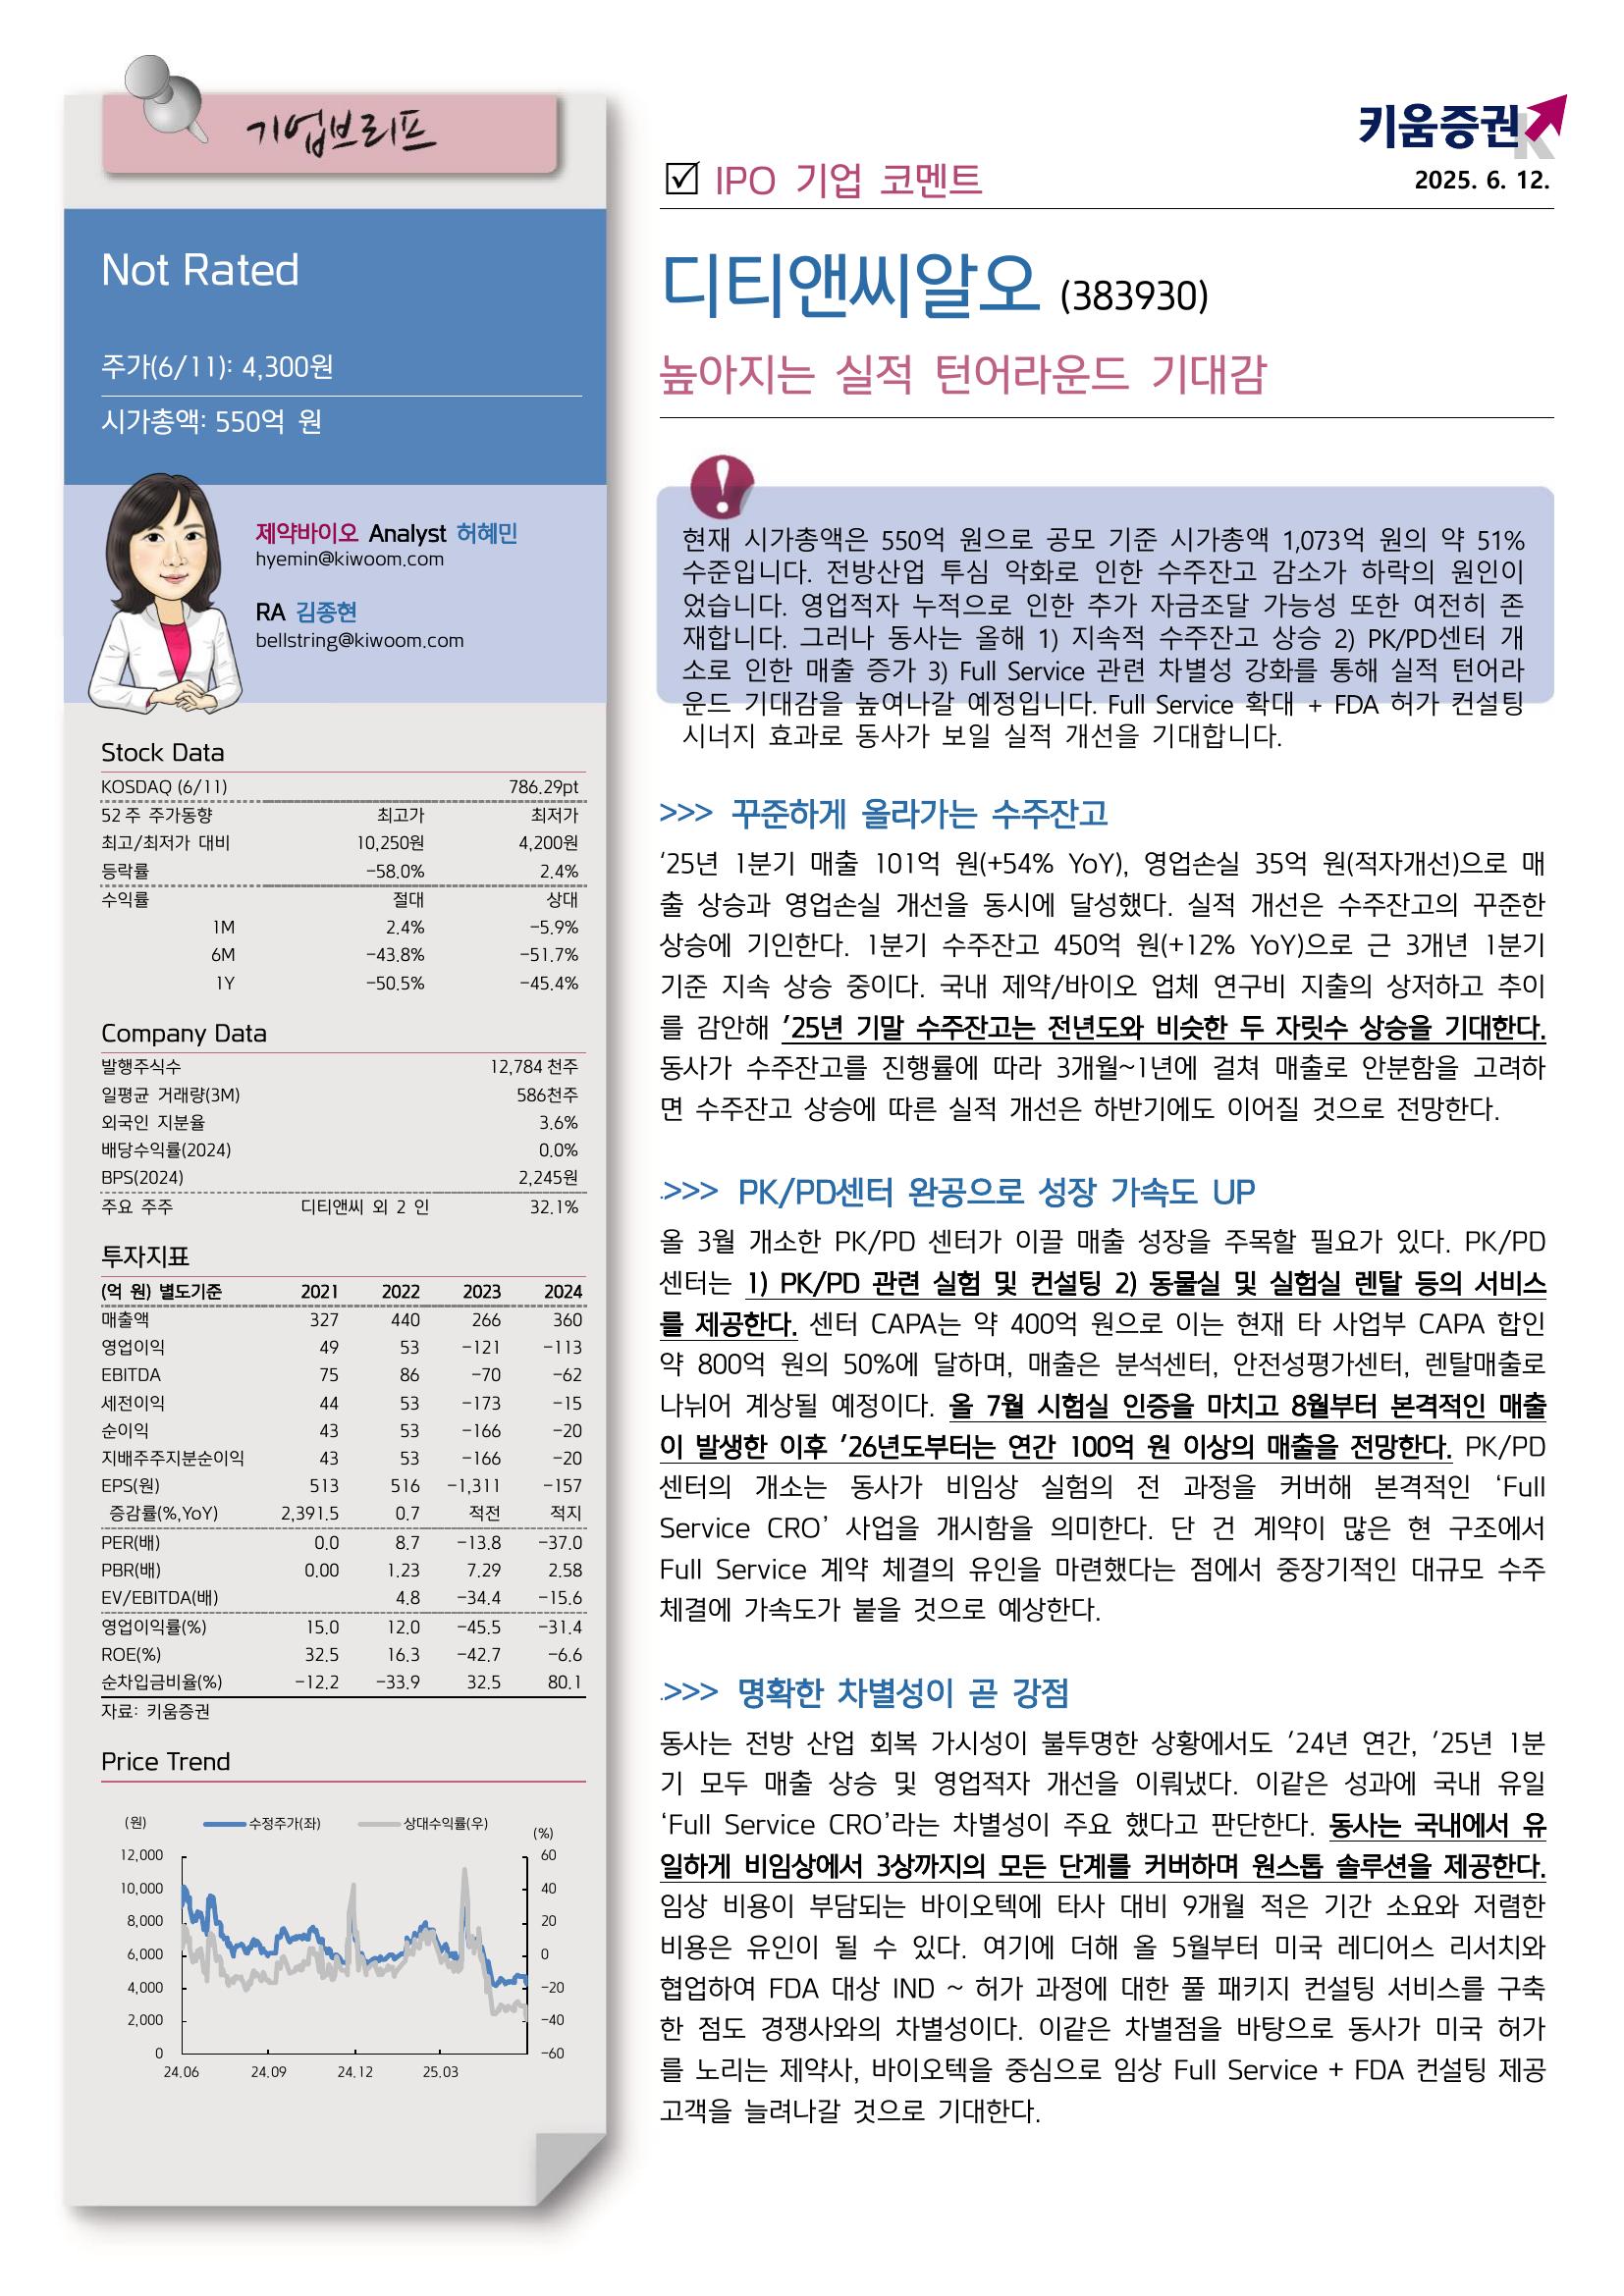 기업브리프
키움증권
☑ IPO 기업 코멘트
2025. 6. 12.
Not Rated
주가(6/11): 4,300원
시가총액: 550억 원
제약바이오 Analyst 허혜민
hyemin@kiwoom.com
RA 김종현
bellstring@kiwoom.com
Stock Data
KOSDAQ (6/11) 786.29pt
52 주 주가동향 최고가 최저가
최고/최저가 대비 10,250원 4,200원
등락률 −58.0% 2.4%
수익률 절대 상대
1M 2.4% −5.9%
6M −43.8% −51.7%
1Y −50.5% −45.4%
Company Data
발행주식수 12,784 천주
일평균 거래량(3M) 586천주
외국인 지분율 3.6%
배당수익률(2024) 0.0%
BPS(2024) 2,245원
주요 주주 디티앤씨 외 2 인 32.1%
투자지표
(억 원) 별도기준 2021 2022 2023 2024
매출액 327 440 266 360
영업이익 49 53 −121 −113
EBITDA 75 86 −70 −62
세전이익 44 53 −173 −15
순이익 43 53 −166 −20
지배주주지분순이익 43 53 −166 −20
EPS(원) 513 516 −1,311 −157
증감률(%,YoY) 2,391.5 0.7 적전 적지
PER(배) 0.0 8.7 −13.8 −37.0
PBR(배) 0.00 1.23 7.29 2.58
EV/EBITDA(배) 4.8 −34.4 −15.6
영업이익률(%) 15.0 12.0 −45.5 −31.4
ROE(%) 32.5 16.3 −42.7 −6.6
순차입금비율(%) −12.2 −33.9 32.5 80.1
자료: 키움증권
Price Trend
(원) 수정주가(좌) 상대수익률(우) (%)
12,000 60
10,000 40
8,000 20
6,000 0
4,000 −20
2,000 −40
0 −60
24.06 24.09 24.12 25.03
디티앤씨알오 (383930)
높아지는 실적 턴어라운드 기대감
현재 시가총액은 550억 원으로 공모 기준 시가총액 1,073억 원의 약 51%
수준입니다. 전방산업 투심 악화로 인한 수주잔고 감소가 하락의 원인이
었습니다. 영업적자 누적으로 인한 추가 자금조달 가능성 또한 여전히 존
재합니다. 그러나 동사는 올해 1) 지속적 수주잔고 상승 2) PK/PD센터 개
소로 인한 매출 증가 3) Full Service 관련 차별성 강화를 통해 실적 턴어라
운드 기대감을 높여나갈 예정입니다. Full Service 확대 + FDA 허가 컨설팅
시너지 효과로 동사가 보일 실적 개선을 기대합니다.
>>> 꾸준하게 올라가는 수주잔고
‘25년 1분기 매출 101억 원(+54% YoY), 영업손실 35억 원(적자개선)으로 매
출 상승과 영업손실 개선을 동시에 달성했다. 실적 개선은 수주잔고의 꾸준한
상승에 기인한다. 1분기 수주잔고 450억 원(+12% YoY)으로 근 3개년 1분기
기준 지속 상승 중이다. 국내 제약/바이오 업체 연구비 지출의 상저하고 추이
를 감안해 ’25년 기말 수주잔고는 전년도와 비슷한 두 자릿수 상승을 기대한다.
동사가 수주잔고를 진행률에 따라 3개월~1년에 걸쳐 매출로 안분함을 고려하
면 수주잔고 상승에 따른 실적 개선은 하반기에도 이어질 것으로 전망한다.
.>>> PK/PD센터 완공으로 성장 가속도 UP
올 3월 개소한 PK/PD 센터가 이끌 매출 성장을 주목할 필요가 있다. PK/PD
센터는 1) PK/PD 관련 실험 및 컨설팅 2) 동물실 및 실험실 렌탈 등의 서비스
를 제공한다. 센터 CAPA는 약 400억 원으로 이는 현재 타 사업부 CAPA 합인
약 800억 원의 50%에 달하며, 매출은 분석센터, 안전성평가센터, 렌탈매출로
나뉘어 계상될 예정이다. 올 7월 시험실 인증을 마치고 8월부터 본격적인 매출
이 발생한 이후 ’26년도부터는 연간 100억 원 이상의 매출을 전망한다. PK/PD
센터의 개소는 동사가 비임상 실험의 전 과정을 커버해 본격적인 ‘Full
Service CRO’ 사업을 개시함을 의미한다. 단 건 계약이 많은 현 구조에서
Full Service 계약 체결의 유인을 마련했다는 점에서 중장기적인 대규모 수주
체결에 가속도가 붙을 것으로 예상한다.
.>>> 명확한 차별성이 곧 강점
동사는 전방 산업 회복 가시성이 불투명한 상황에서도 ’24년 연간, ’25년 1분
기 모두 매출 상승 및 영업적자 개선을 이뤄냈다. 이같은 성과에 국내 유일
‘Full Service CRO’라는 차별성이 주요 했다고 판단한다. 동사는 국내에서 유
일하게 비임상에서 3상까지의 모든 단계를 커버하며 원스톱 솔루션을 제공한다.
임상 비용이 부담되는 바이오텍에 타사 대비 9개월 적은 기간 소요와 저렴한
비용은 유인이 될 수 있다. 여기에 더해 올 5월부터 미국 레디어스 리서치와
협업하여 FDA 대상 IND ~ 허가 과정에 대한 풀 패키지 컨설팅 서비스를 구축
한 점도 경쟁사와의 차별성이다. 이같은 차별점을 바탕으로 동사가 미국 허가
를 노리는 제약사, 바이오텍을 중심으로 임상 Full Service + FDA 컨설팅 제공
고객을 늘려나갈 것으로 기대한다.